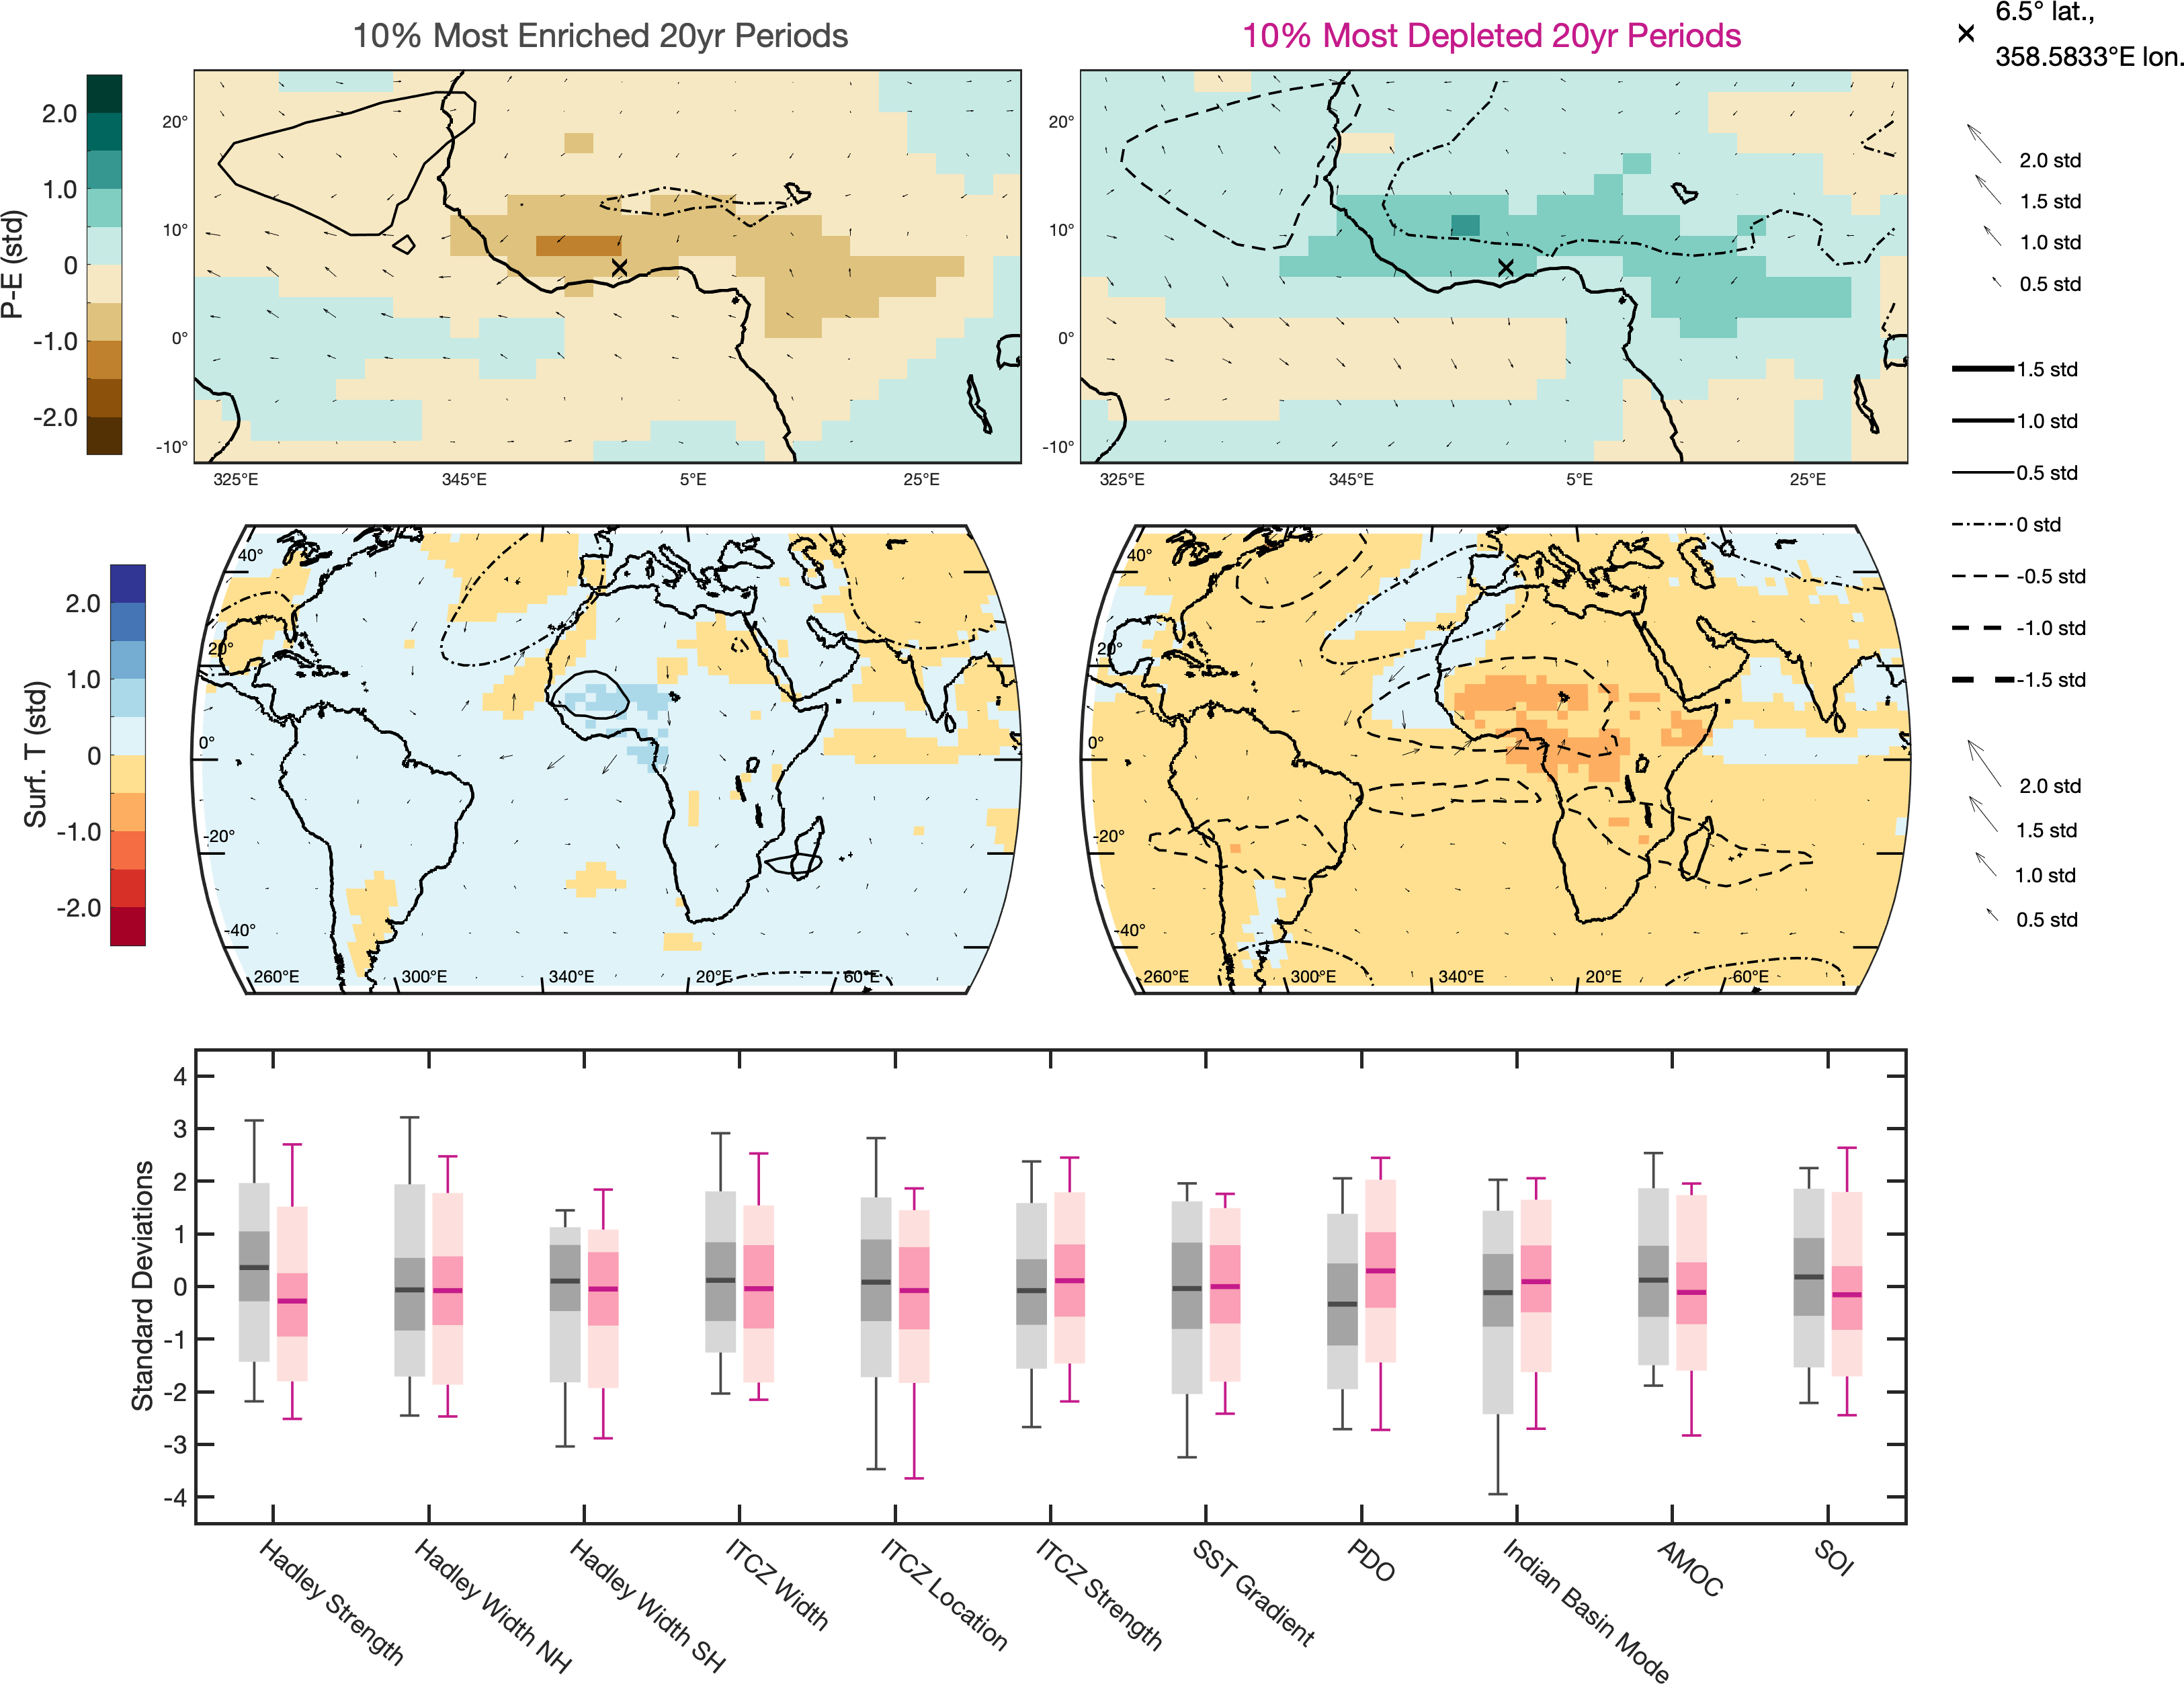 10% Most Enriched 20yr Periods
10% Most Depleted 20yr Periods
6.5° lat.,
358.5833°E lon.
P-E (std)
2.0
1.0
0
-1.0
-2.0
20°
10°
0°
-10°
325°E
345°E
5°E
25°E
20°
10°
0°
-10°
325°E
345°E
5°E
25°E
2.0 std
1.5 std
1.0 std
0.5 std
1.5 std
1.0 std
0.5 std
0 std
-0.5 std
-1.0 std
-1.5 std
Surf. T (std)
2.0
1.0
0
-1.0
-2.0
40°
20°
0°
-20°
-40°
260°E
300°E
340°E
20°E
60°E
40°
20°
0°
-20°
-40°
260°E
300°E
340°E
20°E
60°E
2.0 std
1.5 std
1.0 std
0.5 std
Standard Deviations
4
3
2
1
0
-1
-2
-3
-4
Hadley Strength
Hadley Width NH
Hadley Width SH
ITCZ Width
ITCZ Location
ITCZ Strength
SST Gradient
PDO
Indian Basin Mode
AMOC
SOI